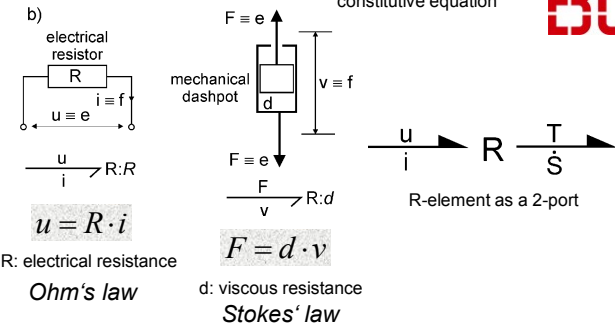 constitutive equation
b)
electrical
resistor
R
i ≡ f
u ≡ e
u
i
R:R
u = R · i
R: electrical resistance
Ohm‘s law
F ≡ e
mechanical
dashpot
d
v ≡ f
F ≡ e
F
v
R:d
F = d · v
d: viscous resistance
Stokes‘ law
u
i
R
T
Ṡ
R-element as a 2-port